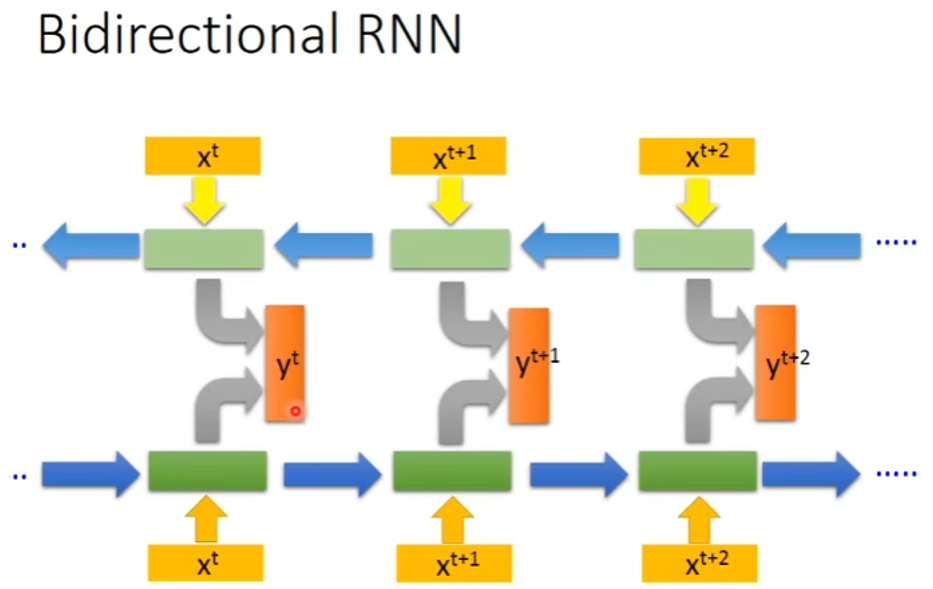 Bidirectional RNN
xᵗ xᵗ⁺¹ xᵗ⁺²
.. .....
yᵗ yᵗ⁺¹ yᵗ⁺²
.. .....
xᵗ xᵗ⁺¹ xᵗ⁺²